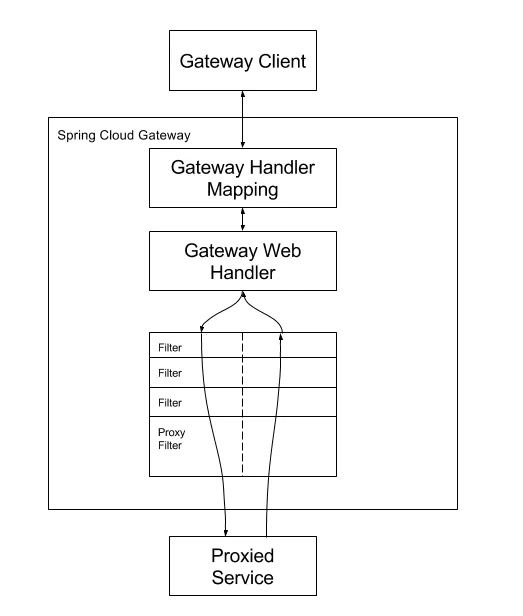 Gateway Client
Spring Cloud Gateway
Gateway Handler
Mapping
Gateway Web
Handler
Filter
Filter
Filter
Proxy
Filter
Proxied
Service